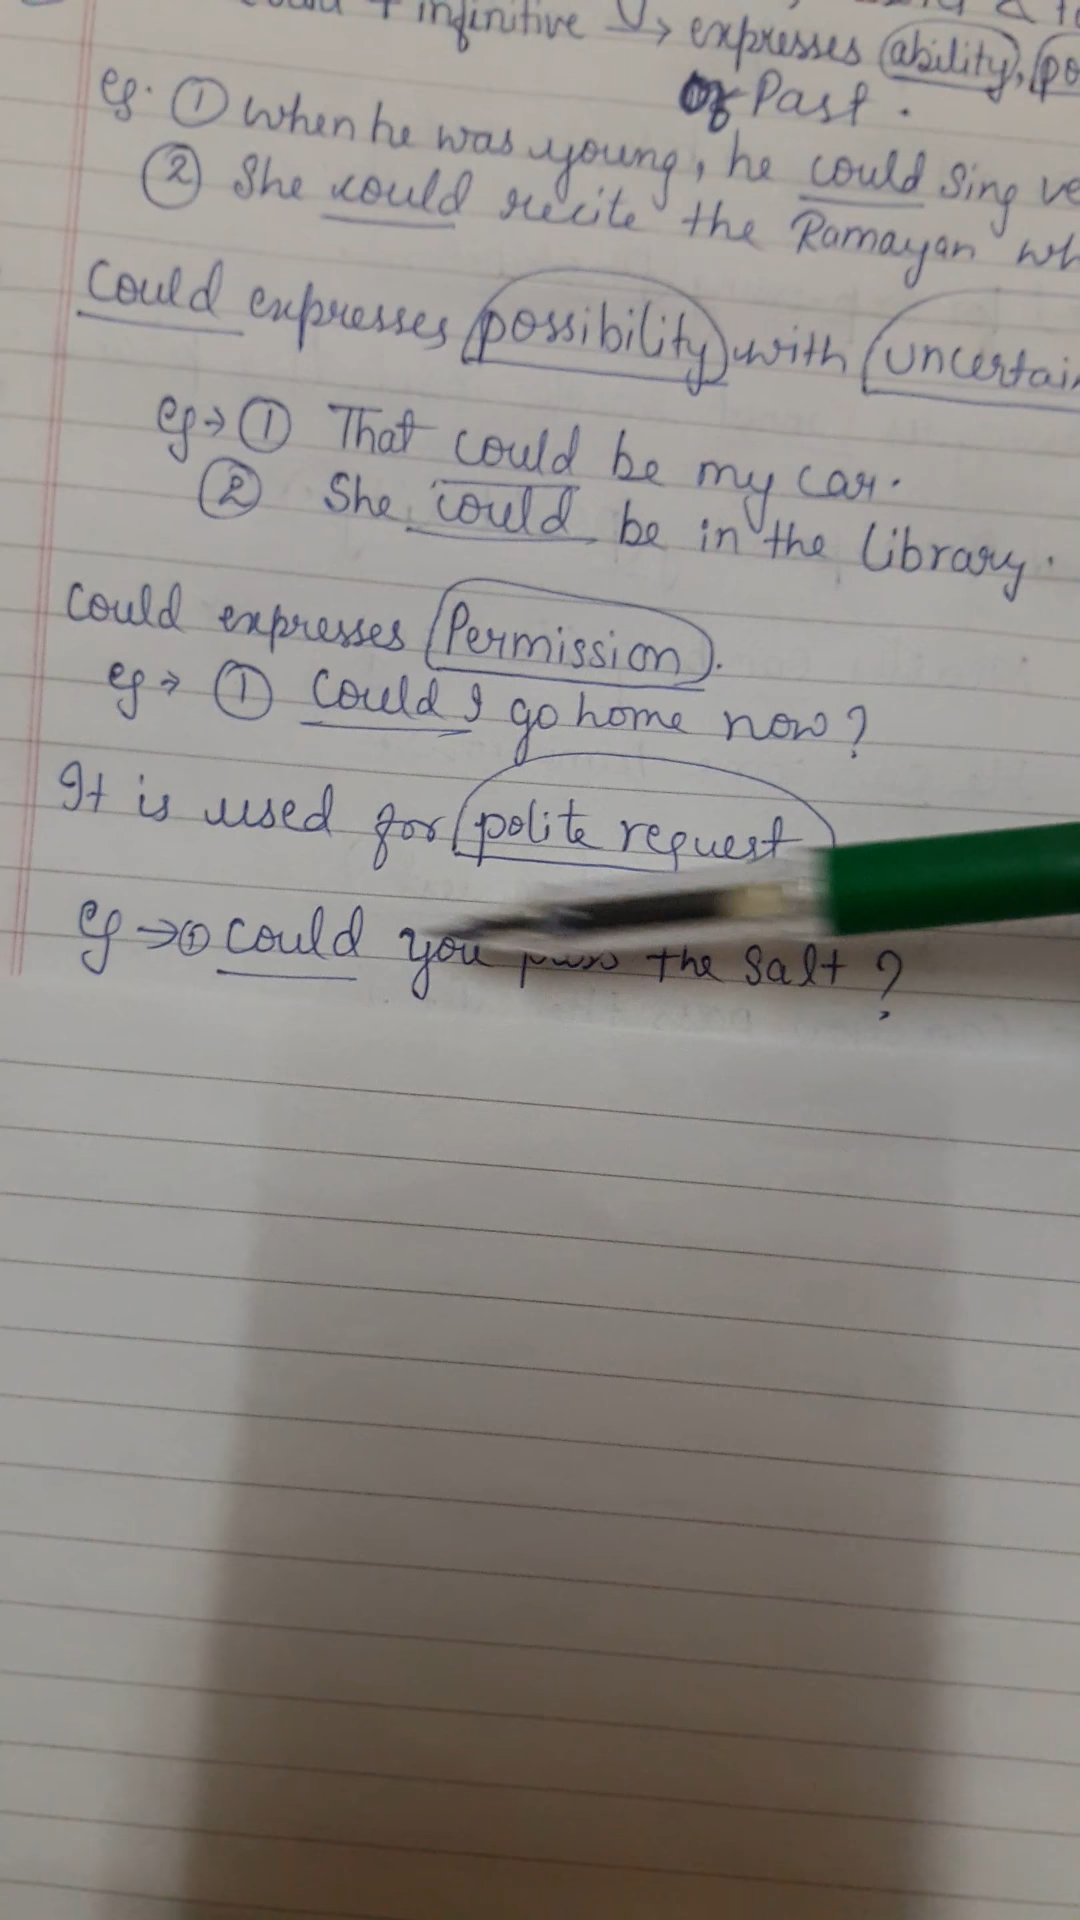 + infinitive → expresses ability,
of Past.
eg. ① When he was young, he could sing
② She could recite the Ramayan
Could expresses possibility with
eg → ① That could be my car.
② She could be in the library.
Could expresses Permission.
eg → ① Could I go home now?
It is used for polite request
eg → ① Could you pass the salt?